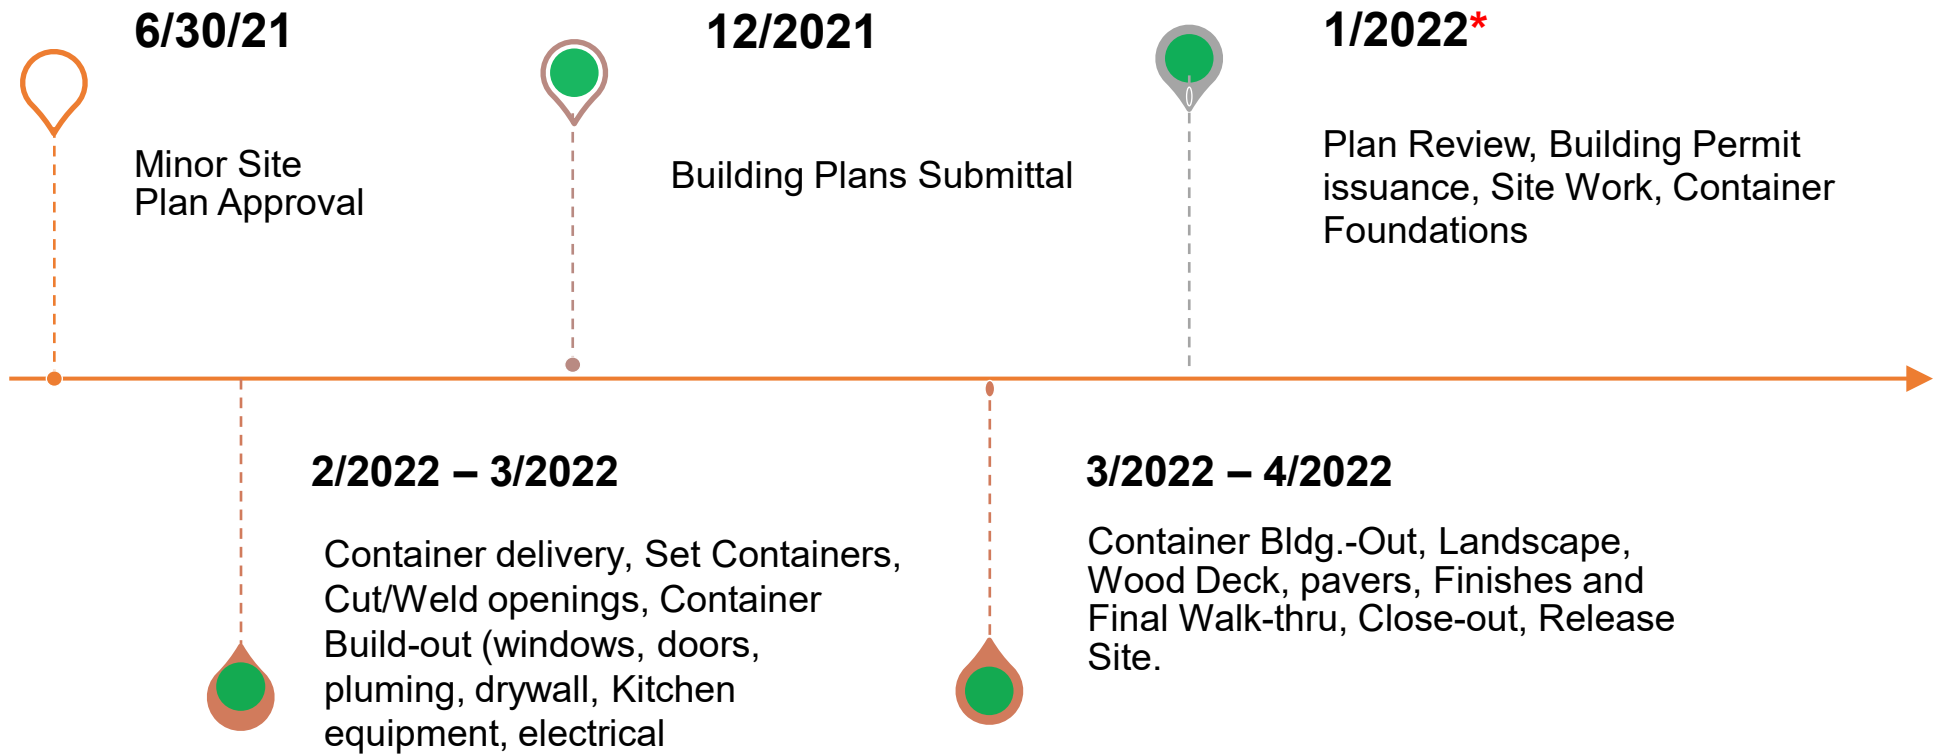 6/30/21
Minor Site
Plan Approval
12/2021
Building Plans Submittal
1/2022*
Plan Review, Building Permit
issuance, Site Work, Container
Foundations
2/2022 – 3/2022
Container delivery, Set Containers,
Cut/Weld openings, Container
Build-out (windows, doors,
pluming, drywall, Kitchen
equipment, electrical
3/2022 – 4/2022
Container Bldg.-Out, Landscape,
Wood Deck, pavers, Finishes and
Final Walk-thru, Close-out, Release
Site.